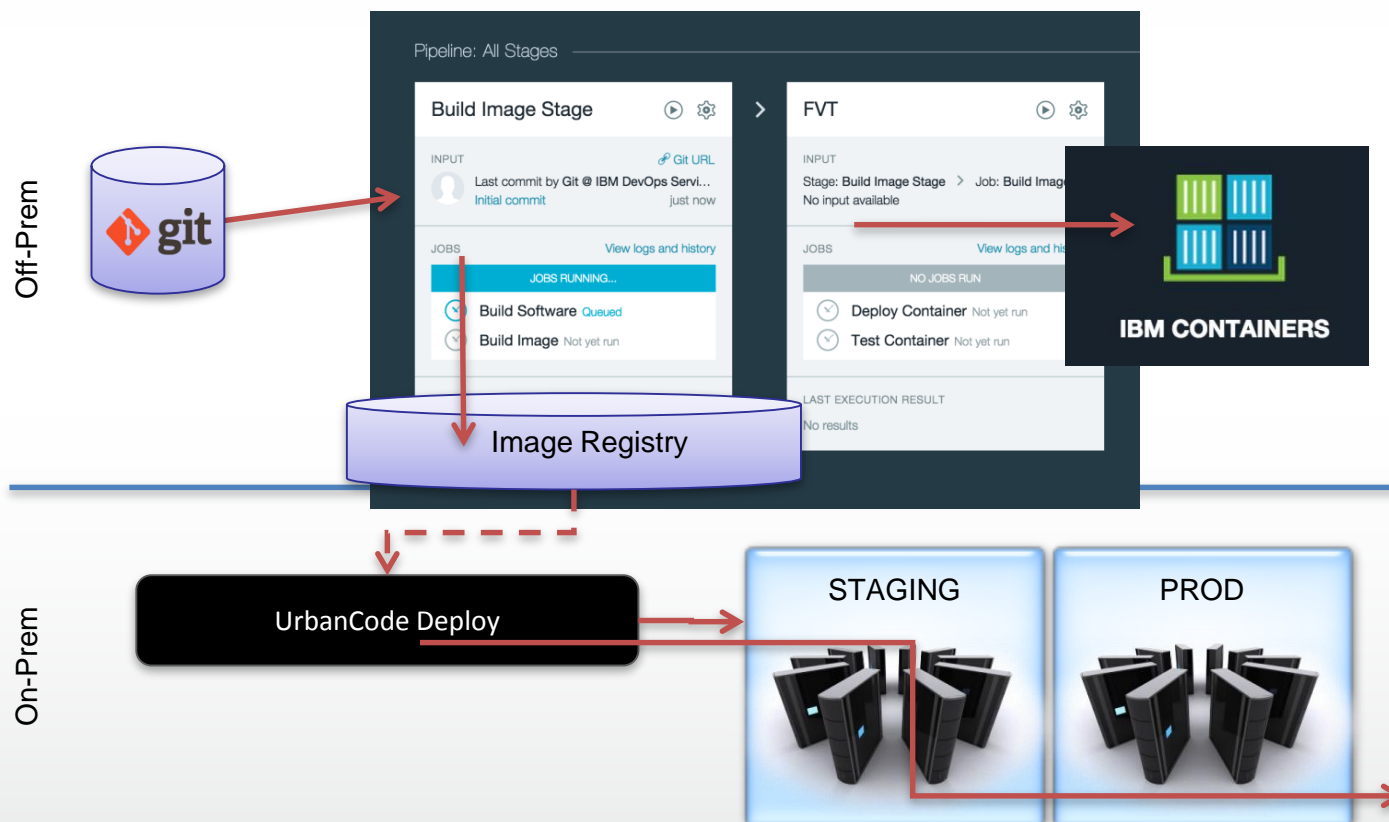 Off-Prem
git
Pipeline: All Stages
Build Image Stage
INPUT
Git URL
Last commit by Git @ IBM DevOps Servi...
Initial commit
just now
JOBS
View logs and history
JOBS RUNNING...
Build Software Queued
Build Image Not yet run
FVT
INPUT
Stage: Build Image Stage > Job: Build Imag
No input available
JOBS
View logs and his
NO JOBS RUN
Deploy Container Not yet run
Test Container Not yet run
LAST EXECUTION RESULT
No results
IBM CONTAINERS
Image Registry
On-Prem
UrbanCode Deploy
STAGING
PROD